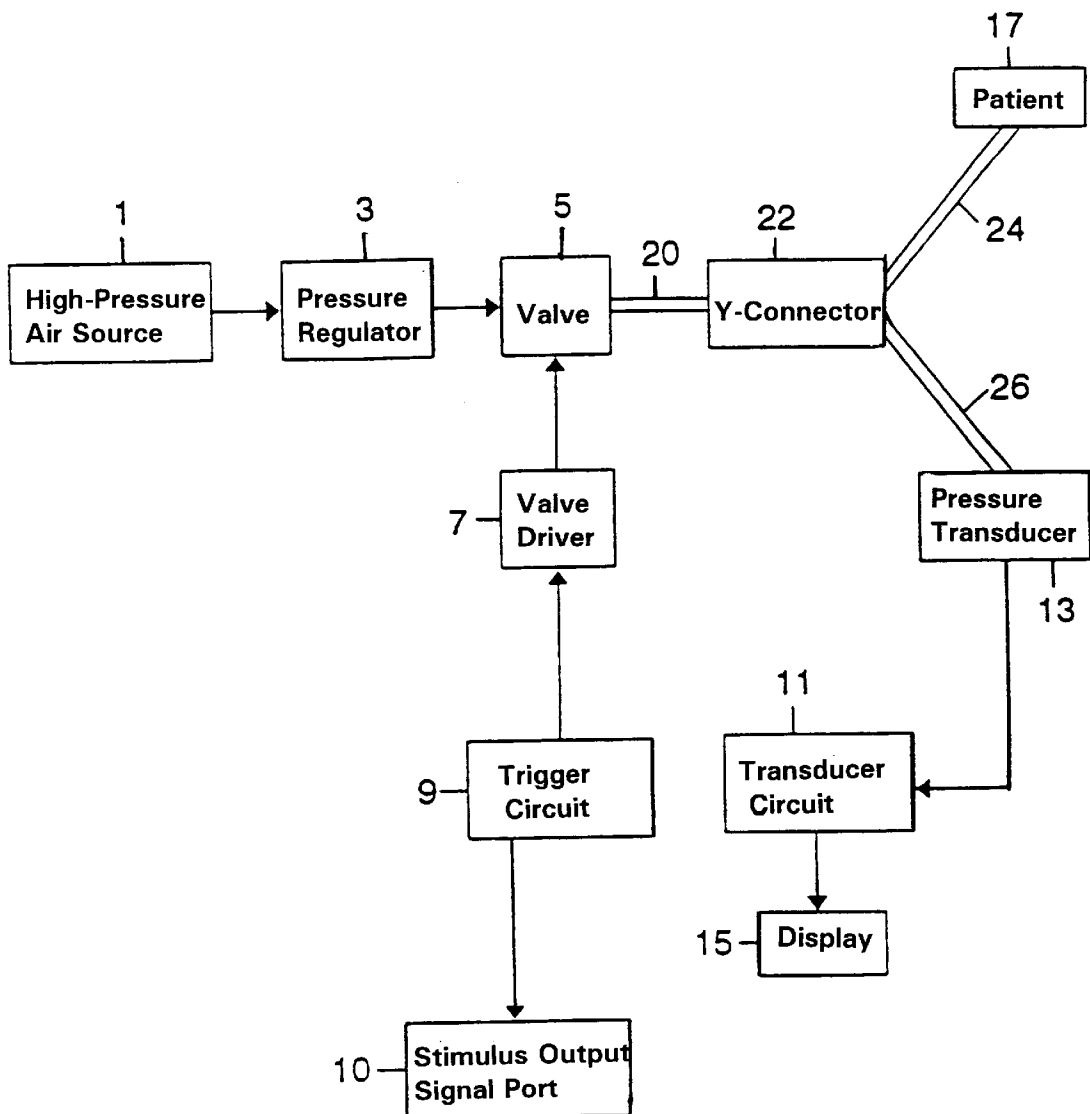 17
Patient
1
3
5
22
24
20
High-Pressure
Air Source
Pressure
Regulator
Valve
Y-Connector
26
7
Valve
Driver
Pressure
Transducer
13
11
9
Trigger
Circuit
Transducer
Circuit
15
Display
10
Stimulus Output
Signal Port